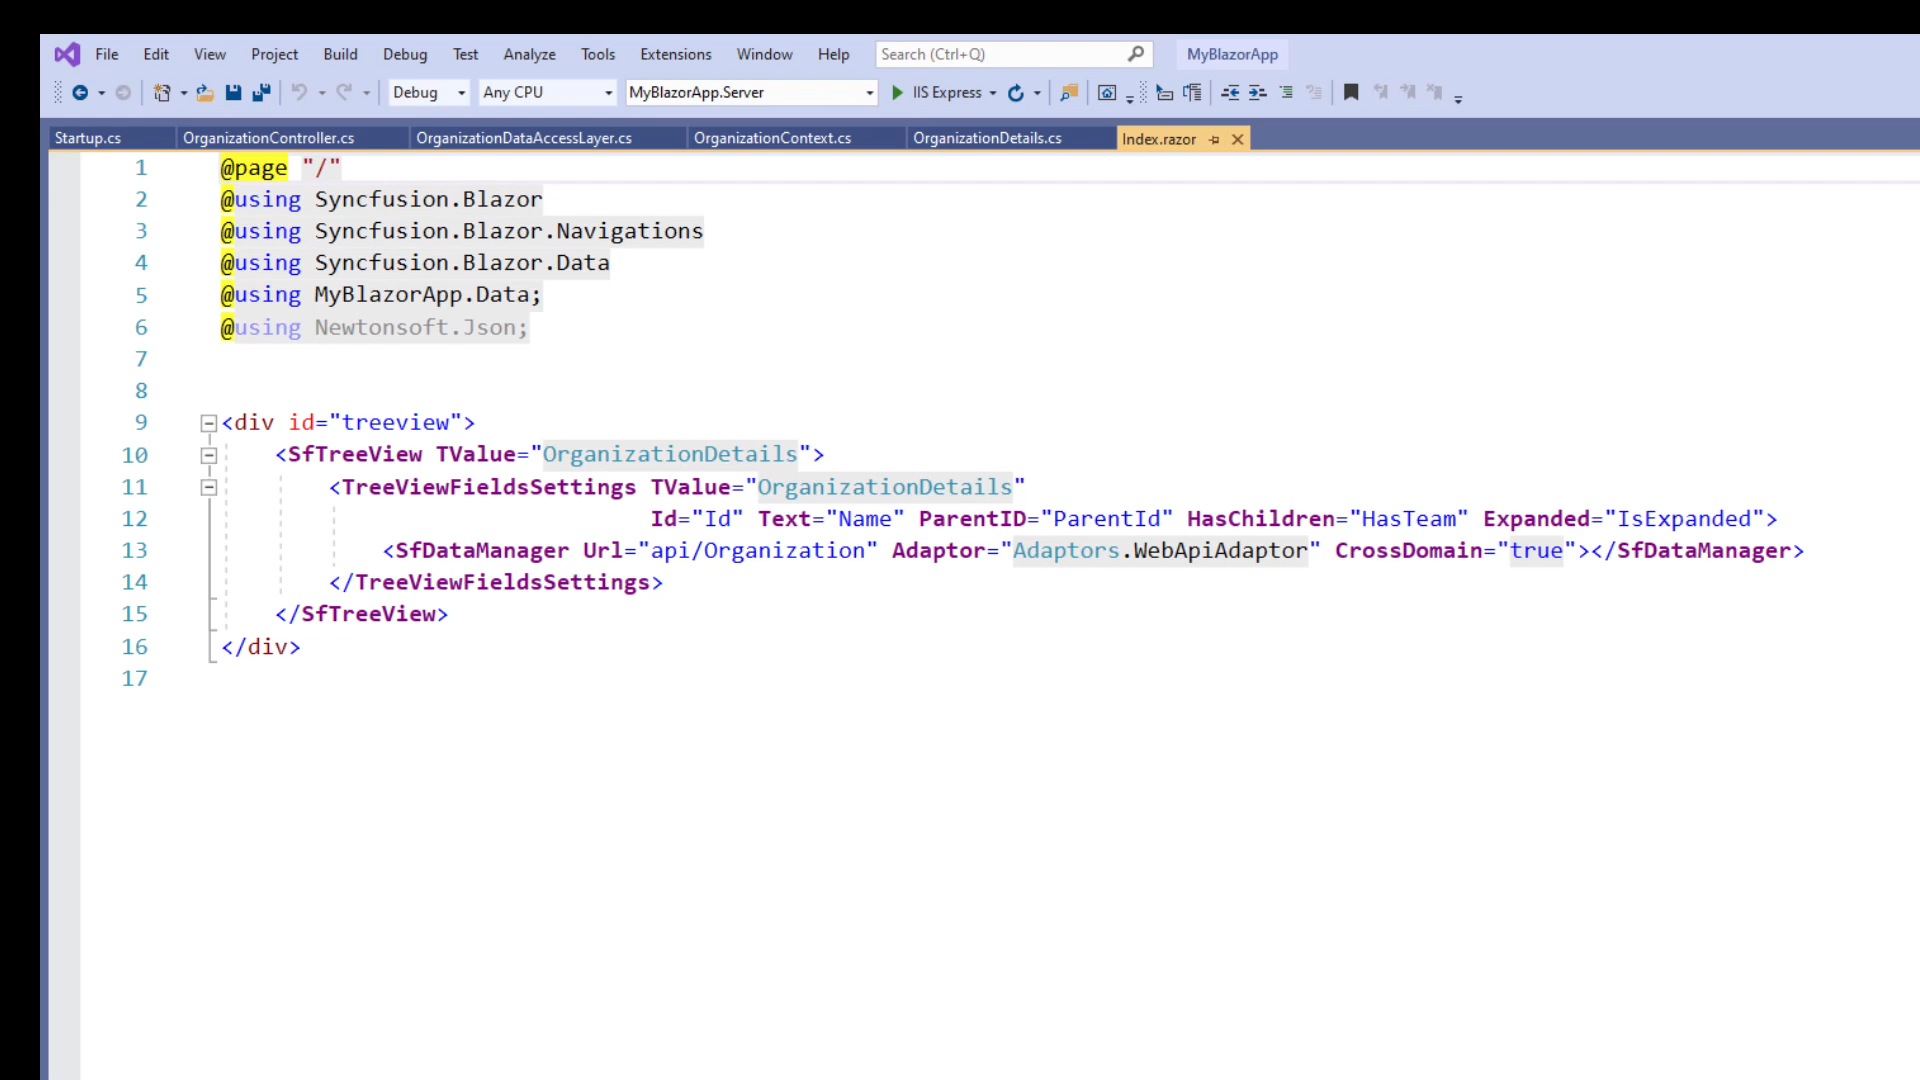 File Edit View Project Build Debug Test Analyze Tools Extensions Window Help Search (Ctrl+Q) MyBlazorApp
Debug Any CPU MyBlazorApp.Server IIS Express
Startup.cs OrganizationController.cs OrganizationDataAccessLayer.cs OrganizationContext.cs OrganizationDetails.cs Index.razor
1 @page "/"
2 @using Syncfusion.Blazor
3 @using Syncfusion.Blazor.Navigations
4 @using Syncfusion.Blazor.Data
5 @using MyBlazorApp.Data;
6 @using Newtonsoft.Json;
7
8
9 <div id="treeview">
10 <SfTreeView TValue="OrganizationDetails">
11 <TreeViewFieldsSettings TValue="OrganizationDetails"
12 Id="Id" Text="Name" ParentID="ParentId" HasChildren="HasTeam" Expanded="IsExpanded">
13 <SfDataManager Url="api/Organization" Adaptor="Adaptors.WebApiAdaptor" CrossDomain="true"></SfDataManager>
14 </TreeViewFieldsSettings>
15 </SfTreeView>
16 </div>
17